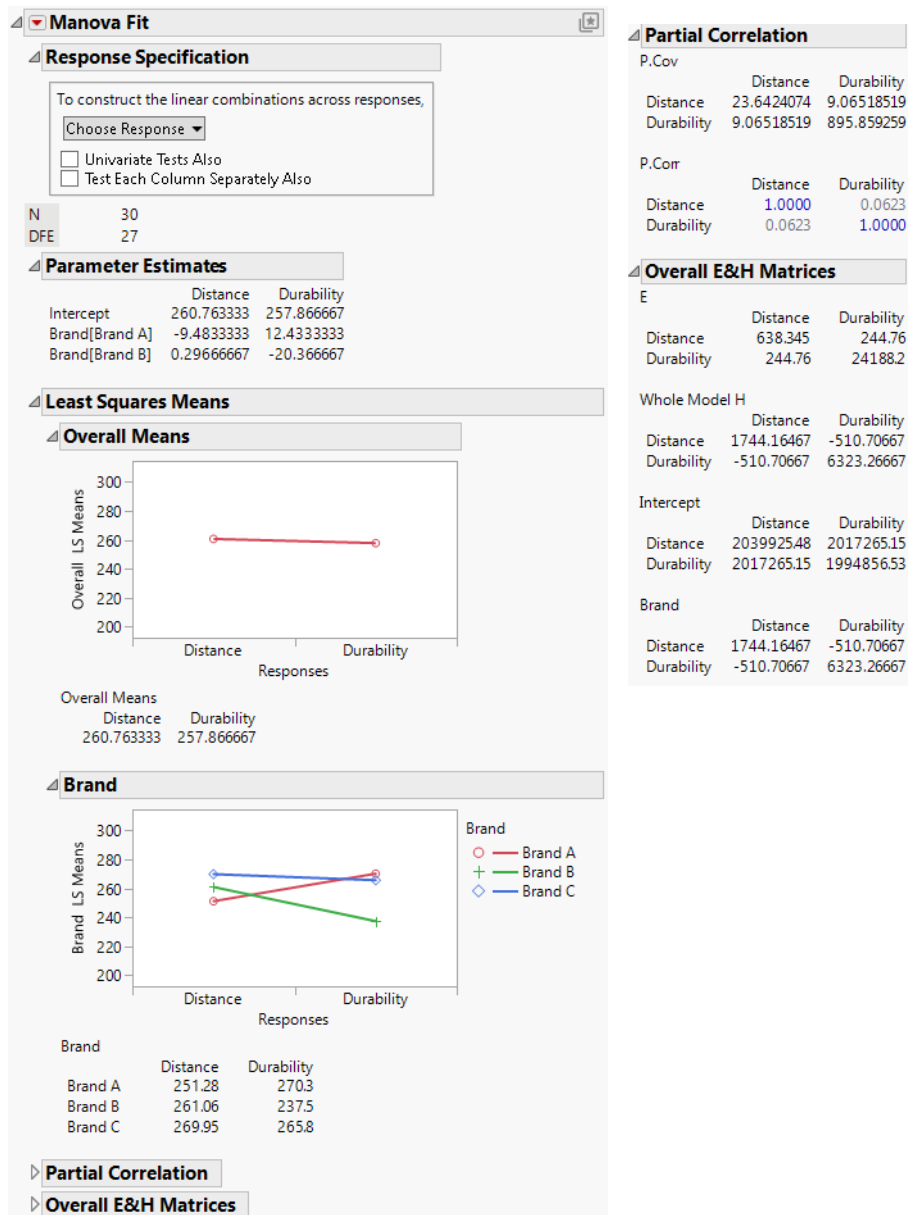 Manova Fit
Response Specification
To construct the linear combinations across responses,
Choose Response
Univariate Tests Also
Test Each Column Separately Also
N 30
DFE 27
Parameter Estimates
Distance Durability
Intercept 260.763333 257.866667
Brand[Brand A] -9.4833333 12.4333333
Brand[Brand B] 0.29666667 -20.366667
Least Squares Means
Overall Means
300
280
260
240
220
200
Overall LS Means
Distance Durability
Responses
Overall Means
Distance Durability
260.763333 257.866667
Brand
300
280
260
240
220
200
Brand LS Means
Distance Durability
Responses
Brand
Brand A
Brand B
Brand C
Brand
Distance Durability
Brand A 251.28 270.3
Brand B 261.06 237.5
Brand C 269.95 265.8
Partial Correlation
Overall E&H Matrices
Partial Correlation
P.Cov
Distance Durability
Distance 23.6424074 9.06518519
Durability 9.06518519 895.859259
P.Corr
Distance Durability
Distance 1.0000 0.0623
Durability 0.0623 1.0000
Overall E&H Matrices
E
Distance Durability
Distance 638.345 244.76
Durability 244.76 24188.2
Whole Model H
Distance Durability
Distance 1744.16467 -510.70667
Durability -510.70667 6323.26667
Intercept
Distance Durability
Distance 2039925.48 2017265.15
Durability 2017265.15 1994856.53
Brand
Distance Durability
Distance 1744.16467 -510.70667
Durability -510.70667 6323.26667